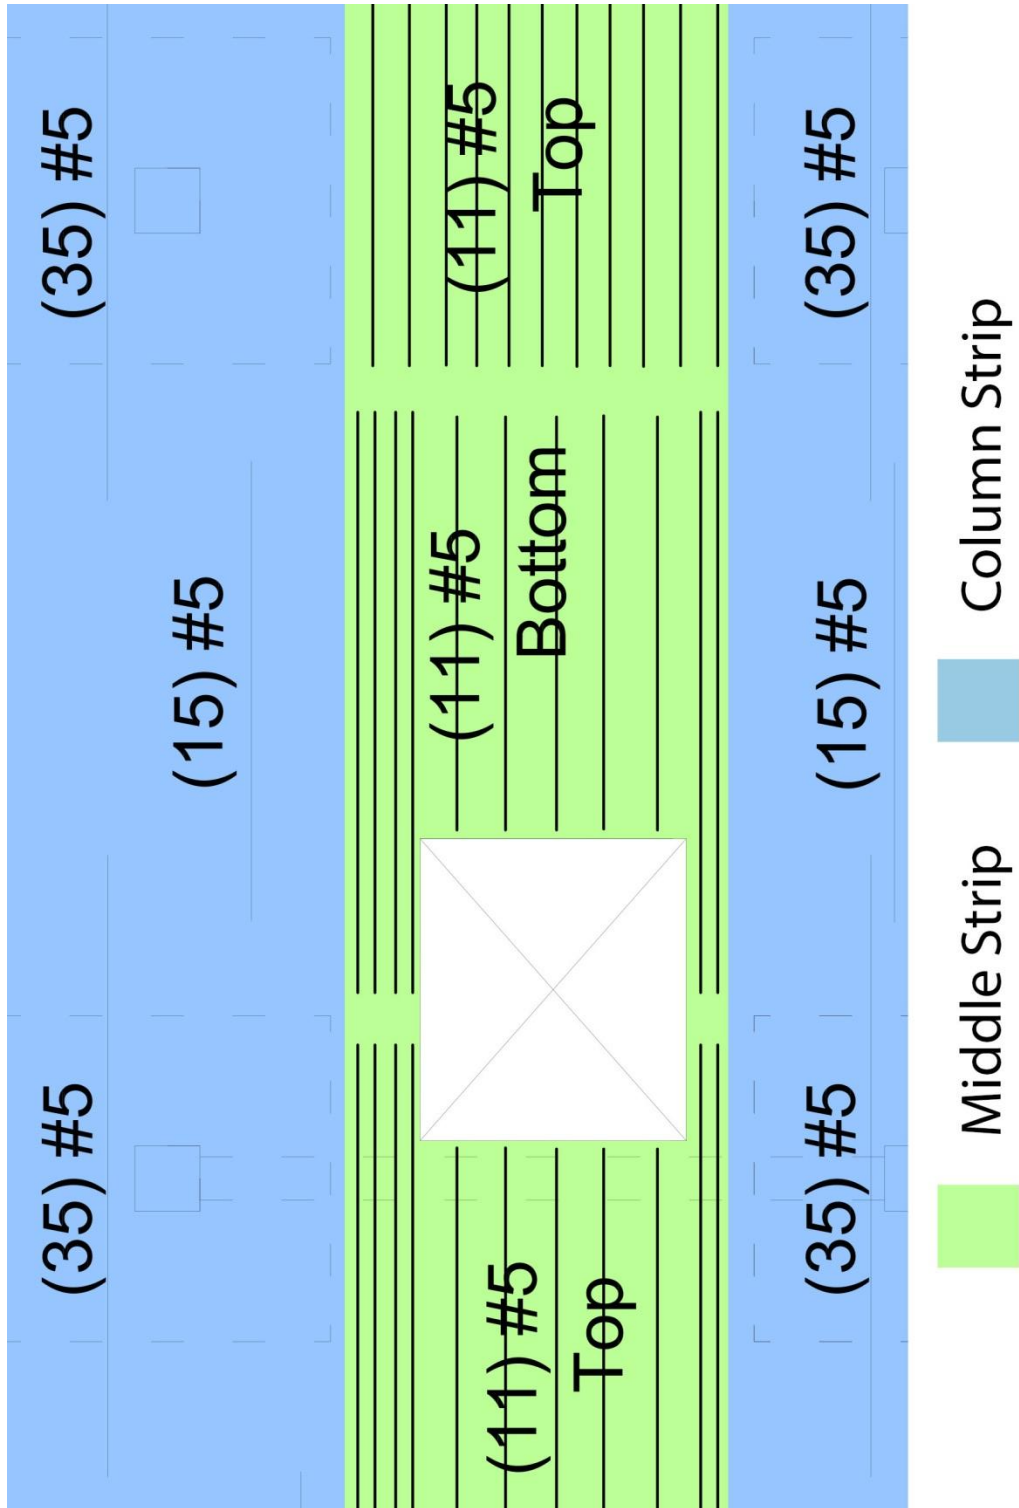 (35) #5
(15) #5
(35) #5
(11) #5
Top
(11) #5
Bottom
(11) #5
Top
(35) #5
(15) #5
(35) #5
Middle Strip
Column Strip